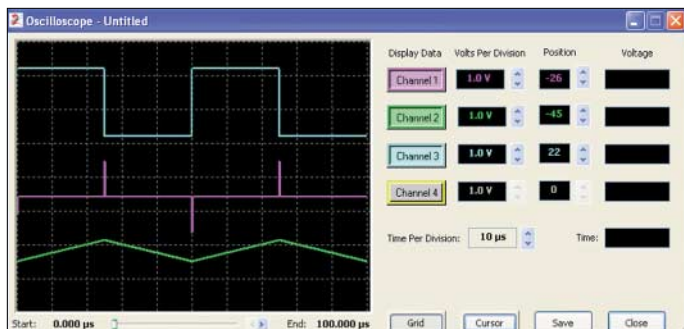 Oscilloscope - Untitled
Display Data Volts Per Division Position Voltage
Channel 1 1.0 V -26
Channel 2 1.0 V -45
Channel 3 1.0 V 22
Channel 4 1.0 V 0
Time Per Division: 10 µs Time:
Start: 0.000 µs End: 100.000 µs Grid Cursor Save Close